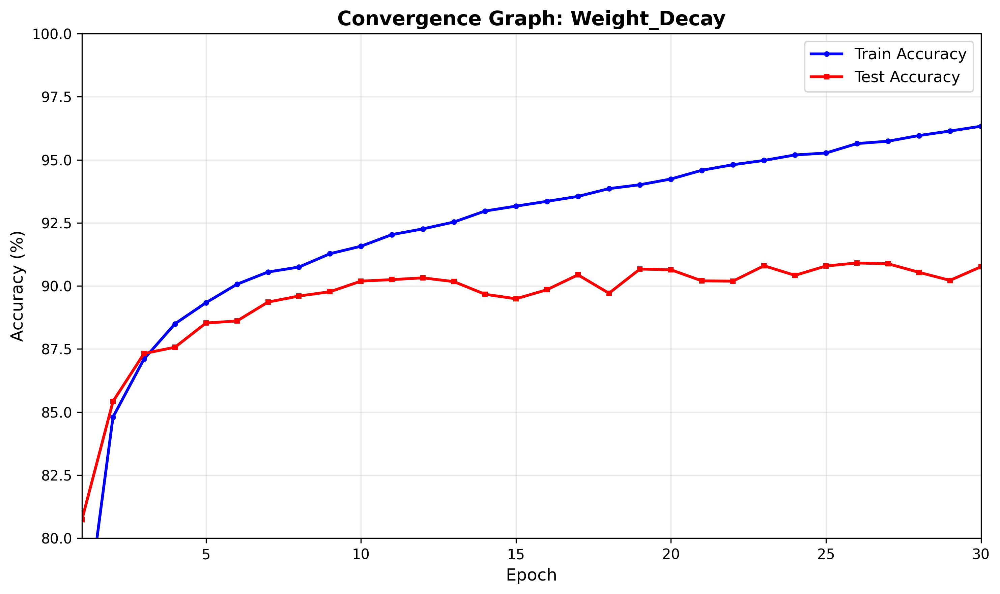 Convergence Graph: Weight_Decay
100.0
97.5
95.0
92.5
90.0
87.5
85.0
82.5
80.0
Accuracy (%)
Train Accuracy
Test Accuracy
5 10 15 20 25 30
Epoch